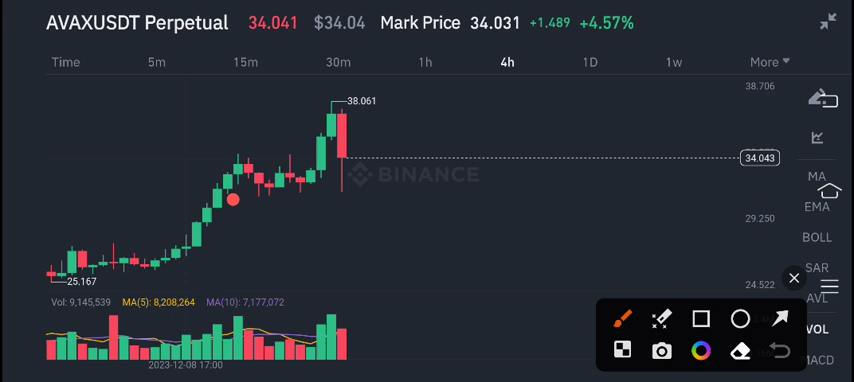 AVAXUSDT Perpetual 34.041 $34.04 Mark Price 34.031 +1.489 +4.57%
Time 5m 15m 30m 1h 4h 1D 1w More
38.706
38.061
34.043
BINANCE
MA
EMA
29.250
BOLL
SAR
25.167
24.522
AVL
Vol: 9,145,539 MA(5): 8,208,264 MA(10): 7,177,072
VOL
MACD
2023-12-08 17:00